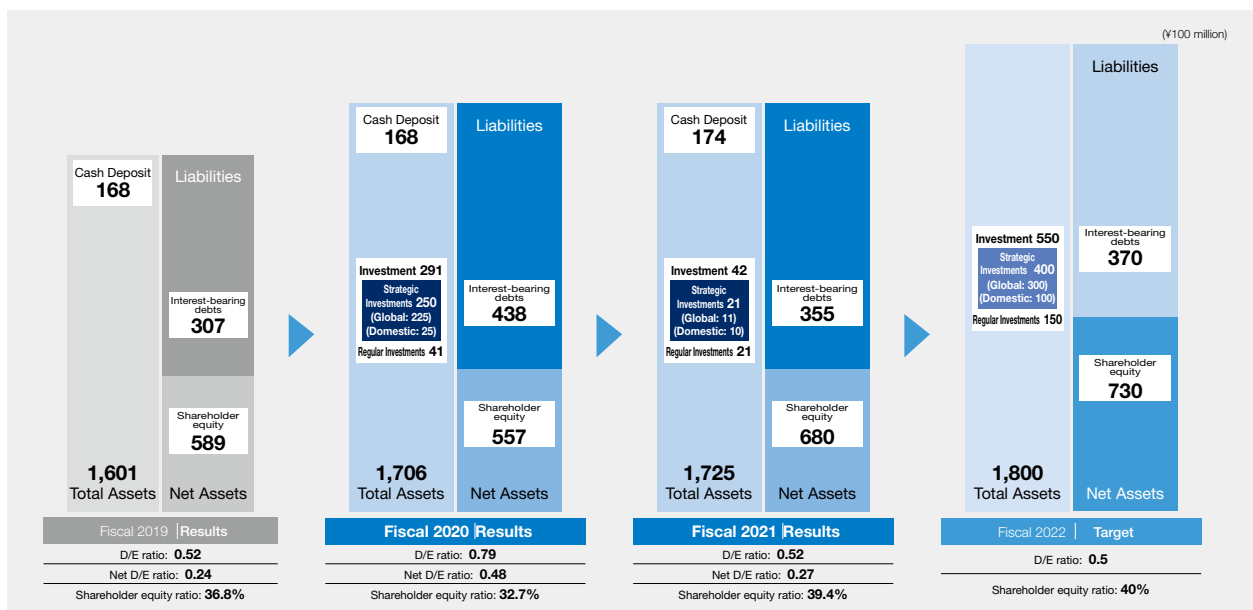 (¥100 million)
Cash Deposit
168
Liabilities
Interest-bearing
debts
307
Shareholder
equity
589
1,601
Total Assets
Net Assets
Fiscal 2019 | Results
D/E ratio: 0.52
Net D/E ratio: 0.24
Shareholder equity ratio: 36.8%
Cash Deposit
168
Liabilities
Investment 291
Strategic
Investments 250
(Global: 225)
(Domestic: 25)
Regular Investments 41
Interest-bearing
debts
438
Shareholder
equity
557
1,706
Total Assets
Net Assets
Fiscal 2020 | Results
D/E ratio: 0.79
Net D/E ratio: 0.48
Shareholder equity ratio: 32.7%
Cash Deposit
174
Liabilities
Investment 42
Strategic
Investments 21
(Global: 11)
(Domestic: 10)
Regular Investments 21
Interest-bearing
debts
355
Shareholder
equity
680
1,725
Total Assets
Net Assets
Fiscal 2021 | Results
D/E ratio: 0.52
Net D/E ratio: 0.27
Shareholder equity ratio: 39.4%
Liabilities
Investment 550
Strategic
Investments 400
(Global: 300)
(Domestic: 100)
Regular Investments 150
Interest-bearing
debts
370
Shareholder
equity
730
1,800
Total Assets
Net Assets
Fiscal 2022 | Target
D/E ratio: 0.5
Shareholder equity ratio: 40%